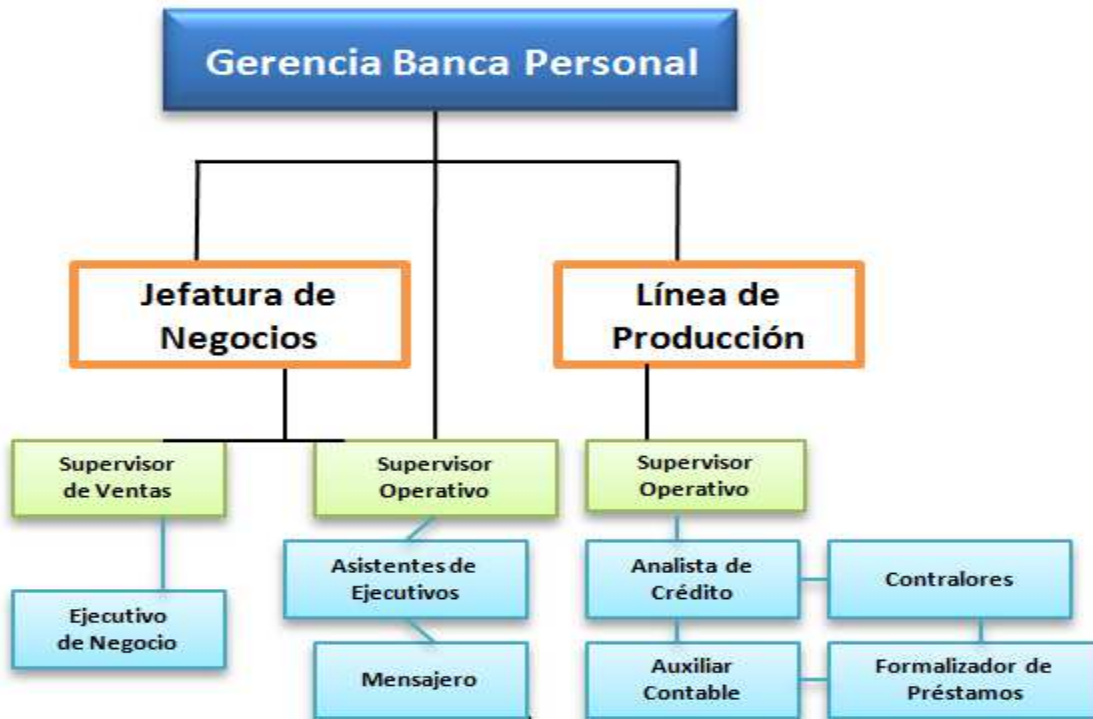 Gerencia Banca Personal
Jefatura de
Negocios
Línea de
Producción
Supervisor
de Ventas
Supervisor
Operativo
Supervisor
Operativo
Ejecutivo
de Negocio
Asistentes de
Ejecutivos
Mensajero
Analista de
Crédito
Contralores
Auxiliar
Contable
Formalizador de
Préstamos